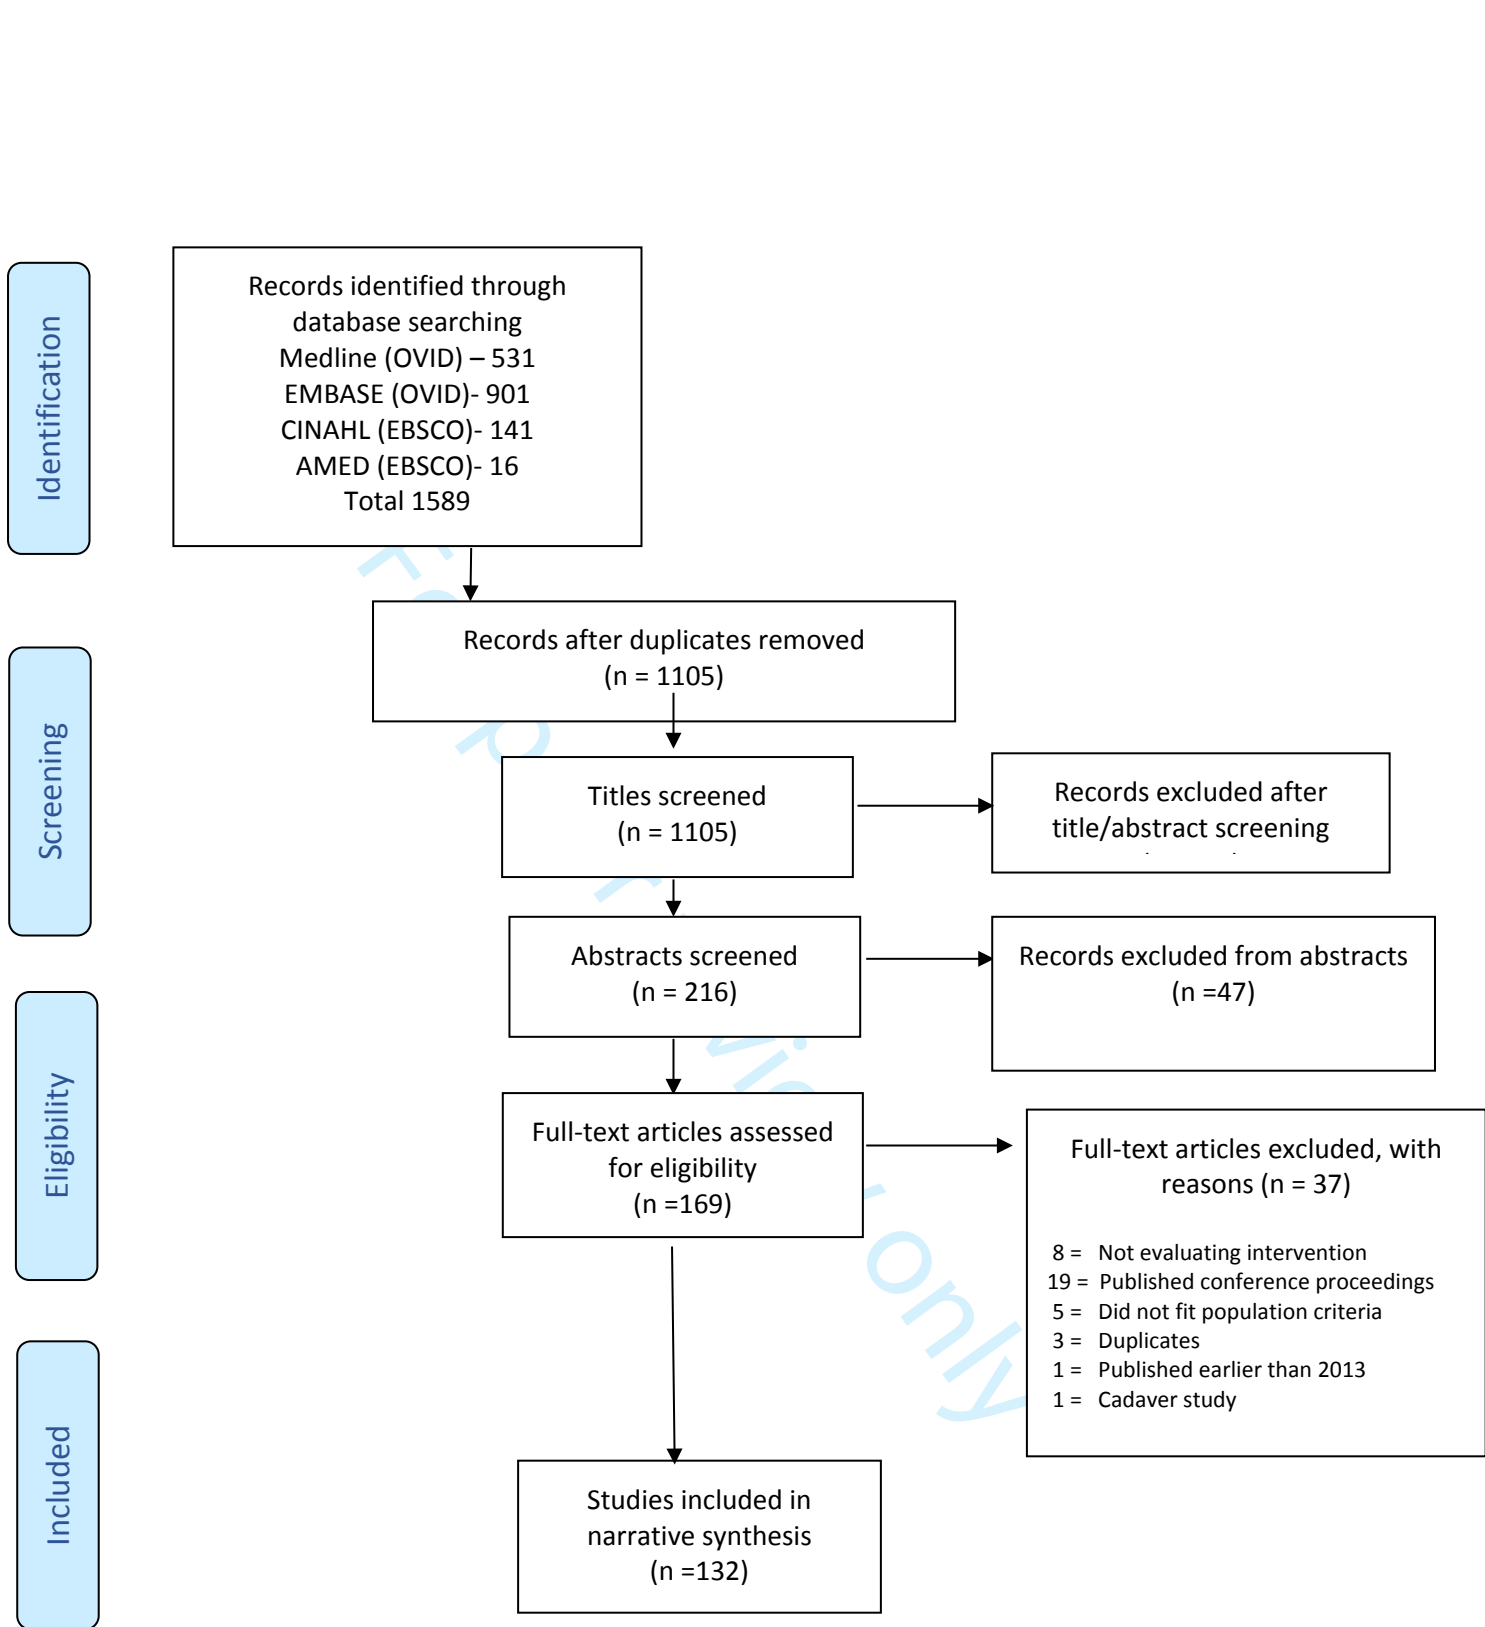 Identification
Records identified through
database searching
Medline (OVID) – 531
EMBASE (OVID)- 901
CINAHL (EBSCO)- 141
AMED (EBSCO)- 16
Total 1589
Records after duplicates removed
(n = 1105)
Screening
Titles screened
(n = 1105)
Records excluded after
title/abstract screening
Abstracts screened
(n = 216)
Records excluded from abstracts
(n =47)
Eligibility
Full-text articles assessed
for eligibility
(n =169)
Full-text articles excluded, with
reasons (n = 37)
8 = Not evaluating intervention
19 = Published conference proceedings
5 = Did not fit population criteria
3 = Duplicates
1 = Published earlier than 2013
1 = Cadaver study
Included
Studies included in
narrative synthesis
(n =132)
only